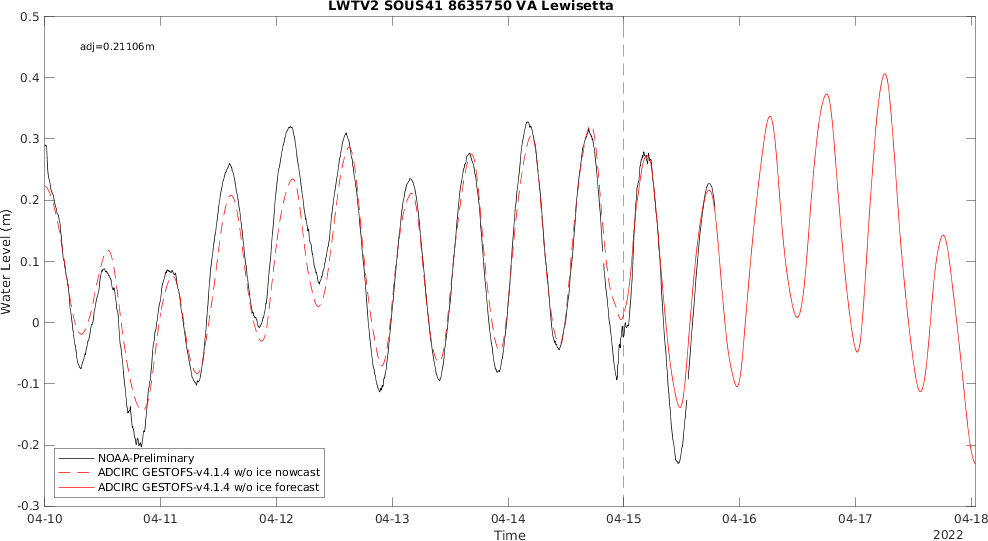 LWTV2 SOUS41 8635750 VA Lewisetta
adj=0.21106m
Water Level (m)
0.5
0.4
0.3
0.2
0.1
0
-0.1
-0.2
-0.3
NOAA-Preliminary
ADCIRC GESTOFS-v4.1.4 w/o ice nowcast
ADCIRC GESTOFS-v4.1.4 w/o ice forecast
04-10 04-11 04-12 04-13 04-14 04-15 04-16 04-17 04-18
Time
2022